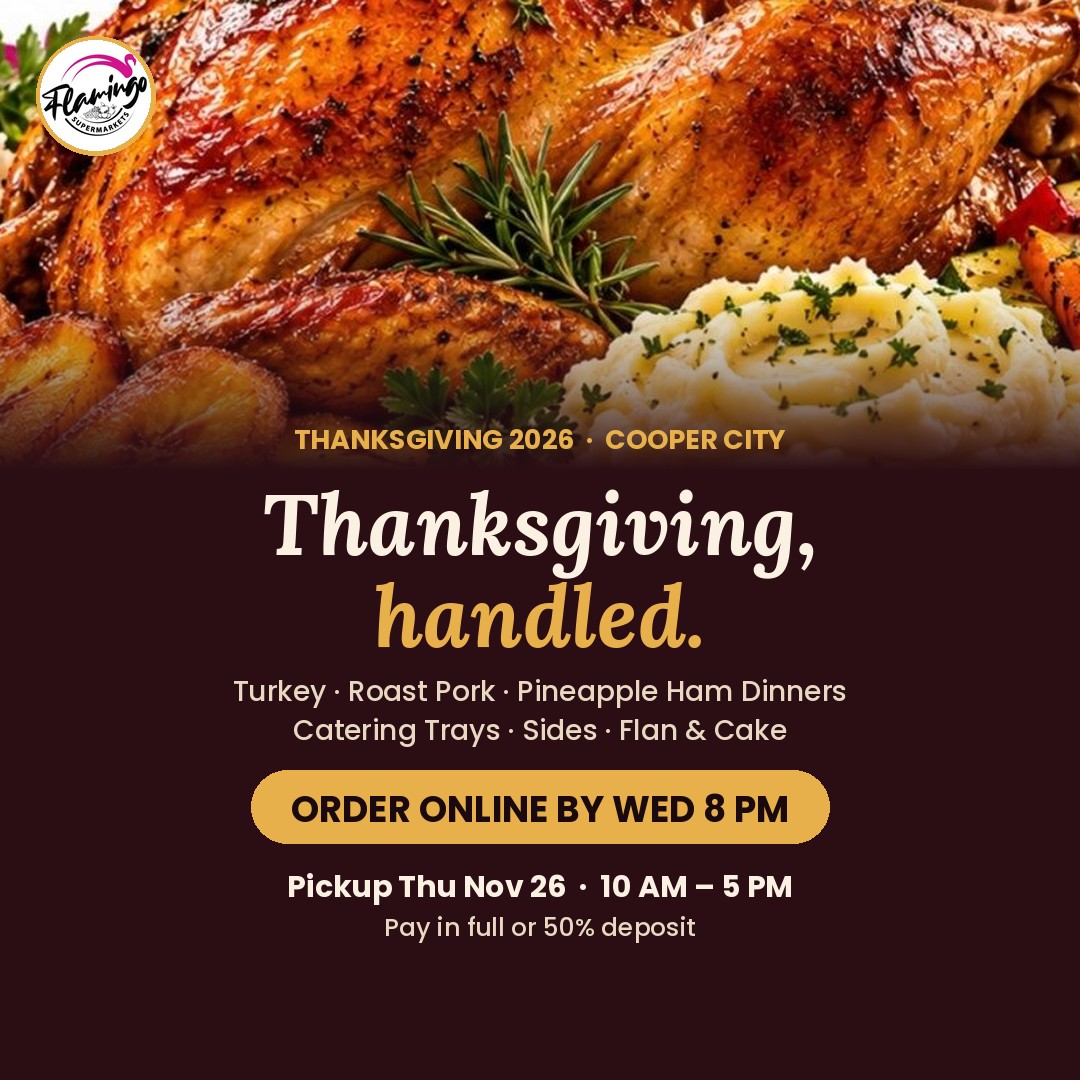 Flamingo
SUPERMARKETS
THANKSGIVING 2026 · COOPER CITY
Thanksgiving,
handled.
Turkey · Roast Pork · Pineapple Ham Dinners
Catering Trays · Sides · Flan & Cake
ORDER ONLINE BY WED 8 PM
Pickup Thu Nov 26 · 10 AM – 5 PM
Pay in full or 50% deposit